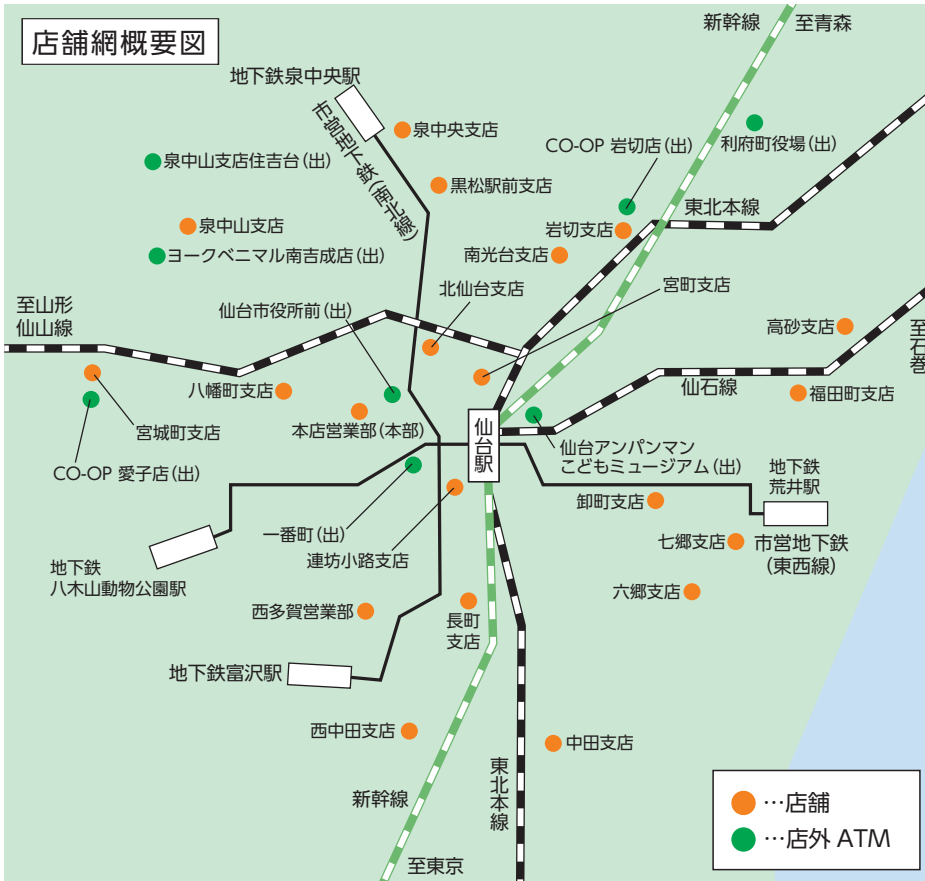 店舗網概要図
新幹線
至青森
地下鉄泉中央駅
市営地下鉄(南北線)
泉中央支店
CO-OP 岩切店(出)
利府町役場(出)
泉中山支店住吉台(出)
黒松駅前支店
東北本線
泉中山支店
岩切支店
ヨークベニマル南吉成店(出)
南光台支店
北仙台支店
宮町支店
至山形
仙山線
仙台市役所前(出)
高砂支店
至石巻
八幡町支店
仙石線
福田町支店
宮城町支店
本店営業部(本部)
仙台駅
仙台アンパンマン
こどもミュージアム(出)
CO-OP 愛子店(出)
地下鉄
荒井駅
卸町支店
一番町(出)
連坊小路支店
七郷支店
市営地下鉄
(東西線)
地下鉄
八木山動物公園駅
六郷支店
西多賀営業部
長町
支店
地下鉄富沢駅
西中田支店
中田支店
東北本線
新幹線
至東京
…店舗
…店外 ATM